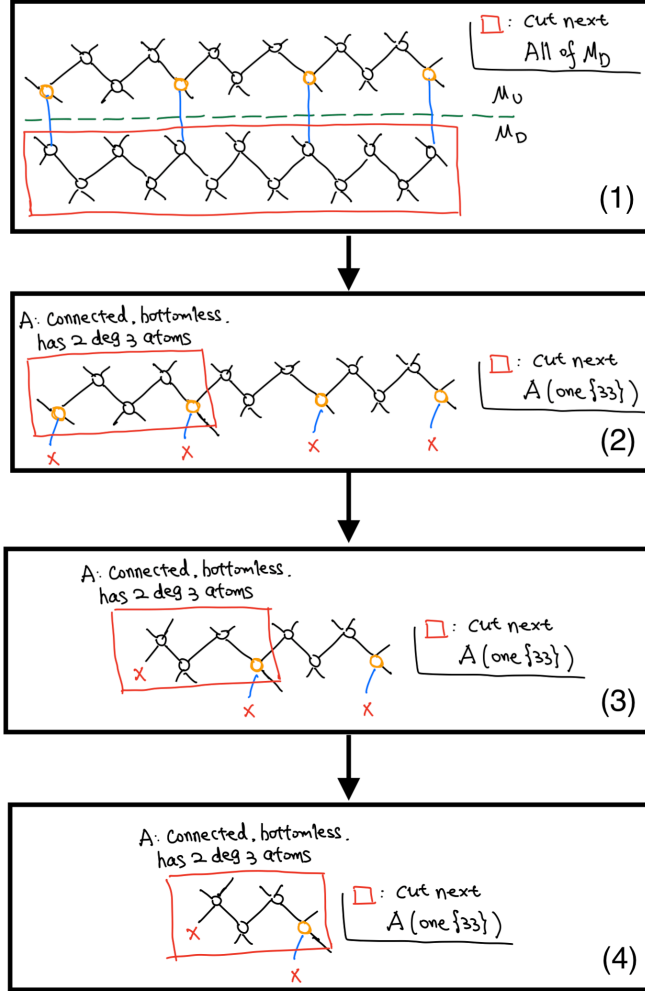 □: cut next
All of M_D
M_U
M_D
(1)
A: Connected, bottomless.
has 2 deg 3 atoms
□: cut next
A (one {33})
x x x x
(2)
A: Connected, bottomless.
has 2 deg 3 atoms
□: cut next
A (one {33})
x
x x
(3)
A: Connected, bottomless.
has 2 deg 3 atoms
□: cut next
A (one {33})
x
x
(4)